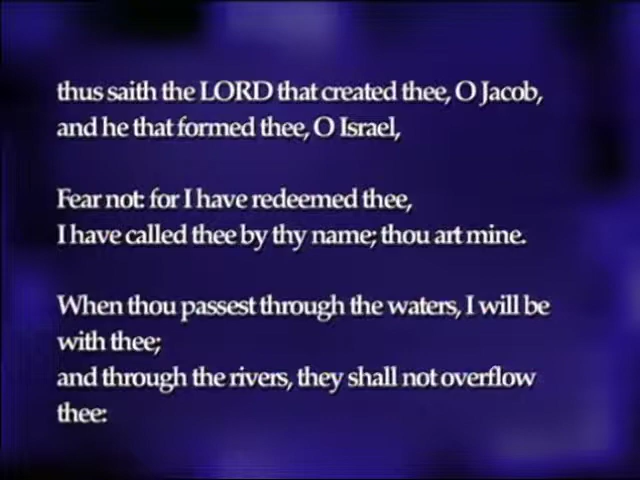 thus saith the LORD that created thee, O Jacob,
and he that formed thee, O Israel,
Fear not: for I have redeemed thee,
I have called thee by thy name; thou art mine.
When thou passest through the waters, I will be
with thee;
and through the rivers, they shall not overflow
thee: